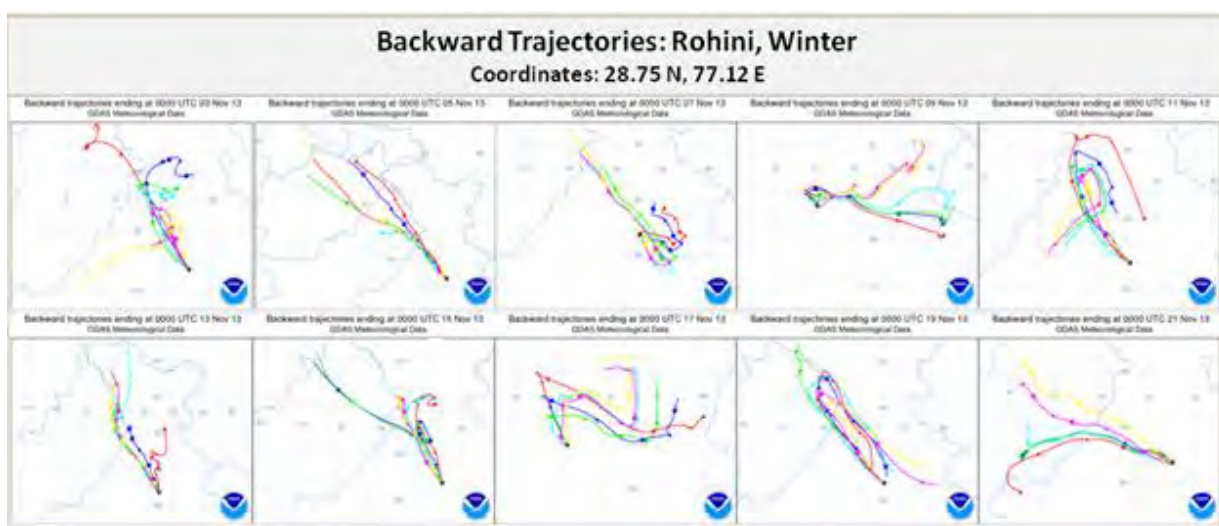 Backward Trajectories: Rohini, Winter
Coordinates: 28.75 N, 77.12 E
Backward trajectories ending at 0000 UTC 03 Nov 13
GDAS Meteorological Data
Backward trajectories ending at 0000 UTC 05 Nov 13
GDAS Meteorological Data
Backward trajectories ending at 0000 UTC 07 Nov 13
GDAS Meteorological Data
Backward trajectories ending at 0000 UTC 09 Nov 13
GDAS Meteorological Data
Backward trajectories ending at 0000 UTC 11 Nov 13
GDAS Meteorological Data
Backward trajectories ending at 0000 UTC 13 Nov 13
GDAS Meteorological Data
Backward trajectories ending at 0000 UTC 15 Nov 13
GDAS Meteorological Data
Backward trajectories ending at 0000 UTC 17 Nov 13
GDAS Meteorological Data
Backward trajectories ending at 0000 UTC 19 Nov 13
GDAS Meteorological Data
Backward trajectories ending at 0000 UTC 21 Nov 13
GDAS Meteorological Data